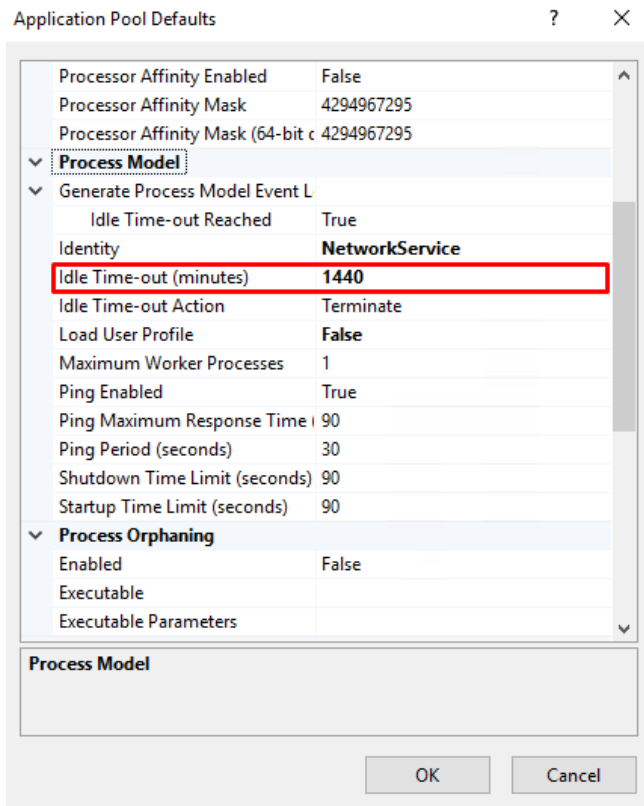 Application Pool Defaults ?
Processor Affinity Enabled False
Processor Affinity Mask 4294967295
Processor Affinity Mask (64-bit c 4294967295
Process Model
Generate Process Model Event L
Idle Time-out Reached True
Identity NetworkService
Idle Time-out (minutes) 1440
Idle Time-out Action Terminate
Load User Profile False
Maximum Worker Processes 1
Ping Enabled True
Ping Maximum Response Time ( 90
Ping Period (seconds) 30
Shutdown Time Limit (seconds) 90
Startup Time Limit (seconds) 90
Process Orphaning
Enabled False
Executable
Executable Parameters
Process Model
OK Cancel